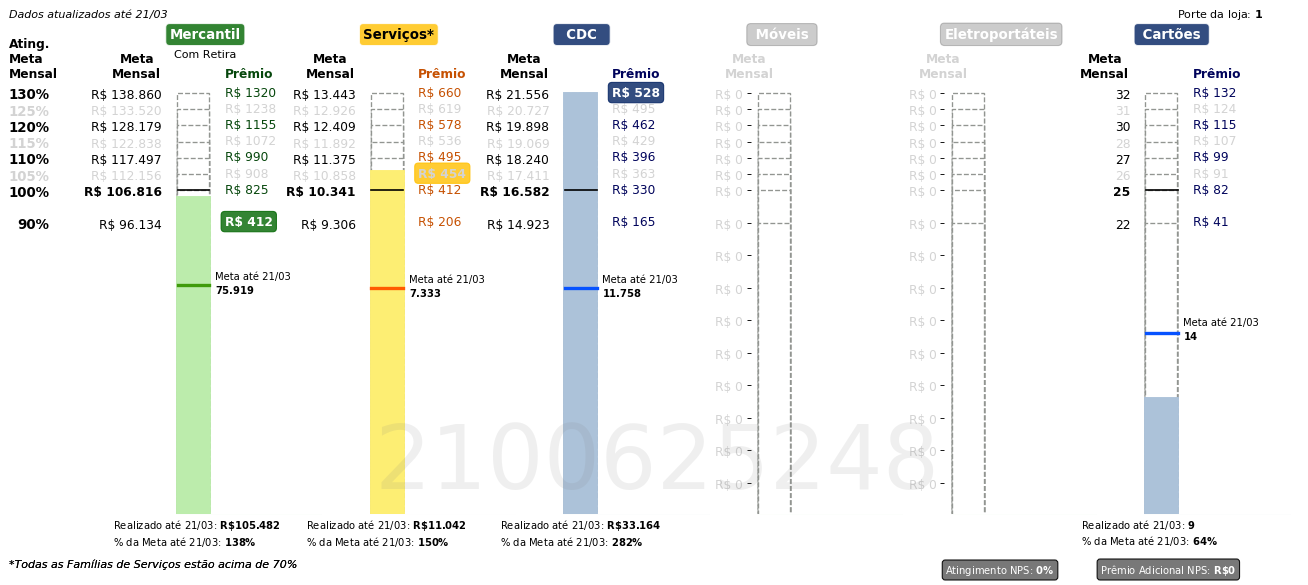 Dados atualizados até 21/03
Porte da loja: 1
Mercantil Serviços* CDC Móveis Eletroportáteis Cartões
Com Retira
Ating. Meta Mensal
Meta Mensal Prêmio Meta Mensal Prêmio Meta Mensal Prêmio Meta Mensal Meta Mensal Meta Mensal Prêmio
130% R$ 138.860 R$ 1320 R$ 13.443 R$ 660 R$ 21.556 R$ 528 R$ 0 R$ 0 32 R$ 132
125% R$ 133.520 R$ 1238 R$ 12.926 R$ 619 R$ 20.727 R$ 495 R$ 0 R$ 0 31 R$ 124
120% R$ 128.179 R$ 1155 R$ 12.409 R$ 578 R$ 19.898 R$ 462 R$ 0 R$ 0 30 R$ 115
115% R$ 122.838 R$ 1072 R$ 11.892 R$ 536 R$ 19.069 R$ 429 R$ 0 R$ 0 28 R$ 107
110% R$ 117.497 R$ 990 R$ 11.375 R$ 495 R$ 18.240 R$ 396 R$ 0 R$ 0 27 R$ 99
105% R$ 112.156 R$ 908 R$ 10.858 R$ 454 R$ 17.411 R$ 363 R$ 0 R$ 0 26 R$ 91
100% R$ 106.816 R$ 825 R$ 10.341 R$ 412 R$ 16.582 R$ 330 R$ 0 R$ 0 25 R$ 82
90% R$ 96.134 R$ 412 R$ 9.306 R$ 206 R$ 14.923 R$ 165 R$ 0 R$ 0 22 R$ 41
R$ 0 R$ 0
Meta até 21/03 Meta até 21/03 Meta até 21/03
75.919 7.333 11.758 R$ 0 R$ 0
R$ 0 R$ 0 Meta até 21/03
14
R$ 0 R$ 0
R$ 0 R$ 0
R$ 0 R$ 0
R$ 0 R$ 0
R$ 0 R$ 0
2100625248
Realizado até 21/03: R$105.482 Realizado até 21/03: R$11.042 Realizado até 21/03: R$33.164 Realizado até 21/03: 9
% da Meta até 21/03: 138% % da Meta até 21/03: 150% % da Meta até 21/03: 282% % da Meta até 21/03: 64%
*Todas as Famílias de Serviços estão acima de 70%
Atingimento NPS: 0% Prêmio Adicional NPS: R$0